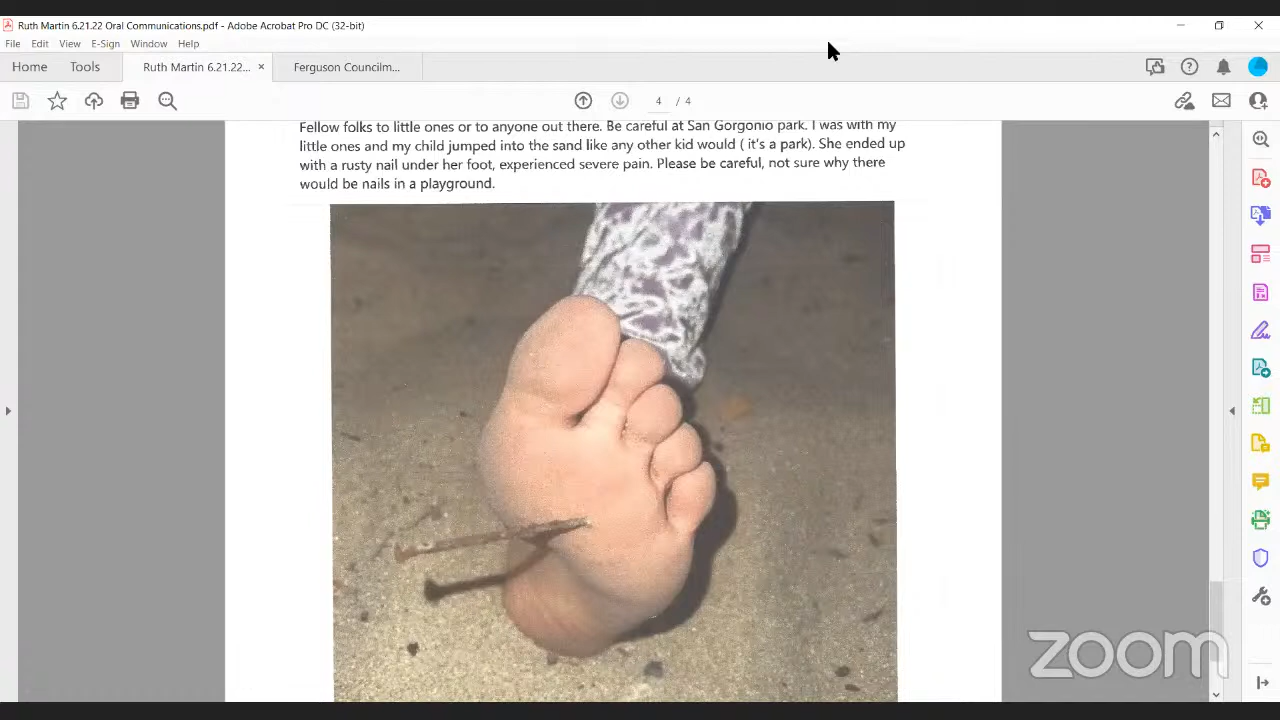 Ruth Martin 6.21.22 Oral Communications.pdf - Adobe Acrobat Pro DC (32-bit)
File Edit View E-Sign Window Help
Home Tools Ruth Martin 6.21.22... × Ferguson Councilm...
4 / 4
Fellow folks to little ones or to anyone out there. Be careful at San Gorgonio park. I was with my
little ones and my child jumped into the sand like any other kid would ( it's a park). She ended up
with a rusty nail under her foot, experienced severe pain. Please be careful, not sure why there
would be nails in a playground.
zoom